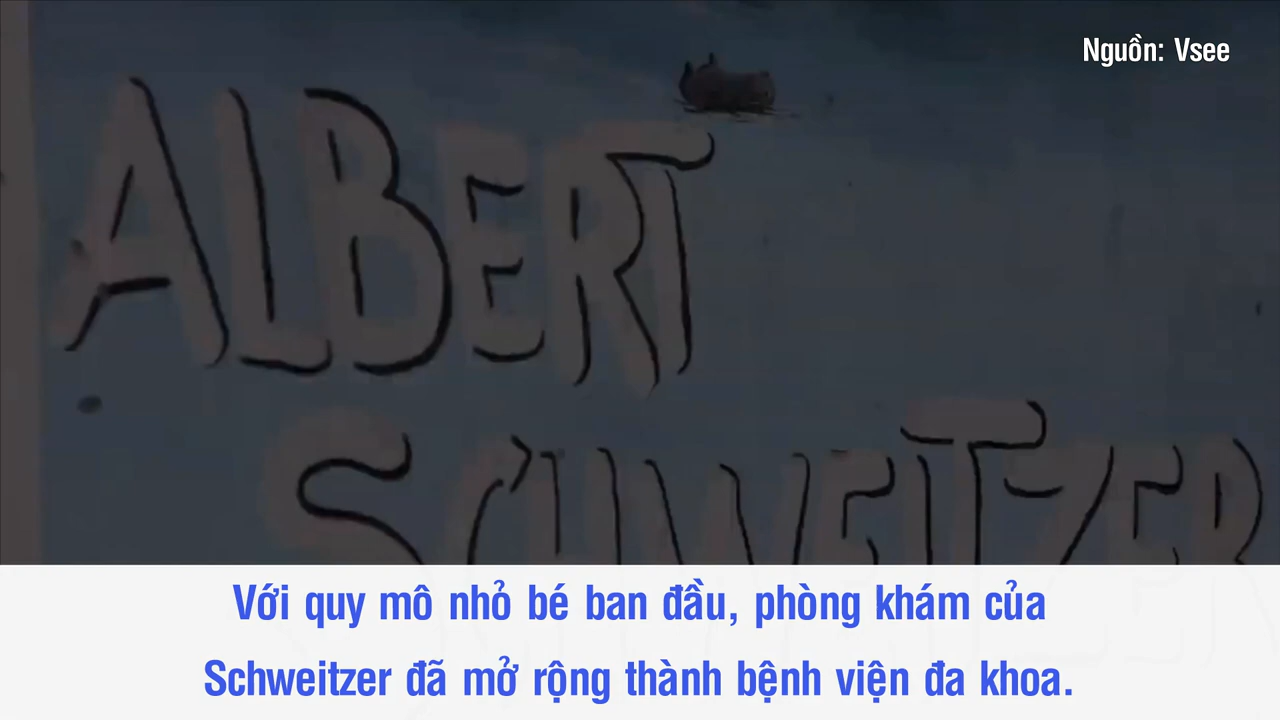 Nguồn: Vsee
ALBERT
SCHWEITZER
Với quy mô nhỏ bé ban đầu, phòng khám của
Schweitzer đã mở rộng thành bệnh viện đa khoa.